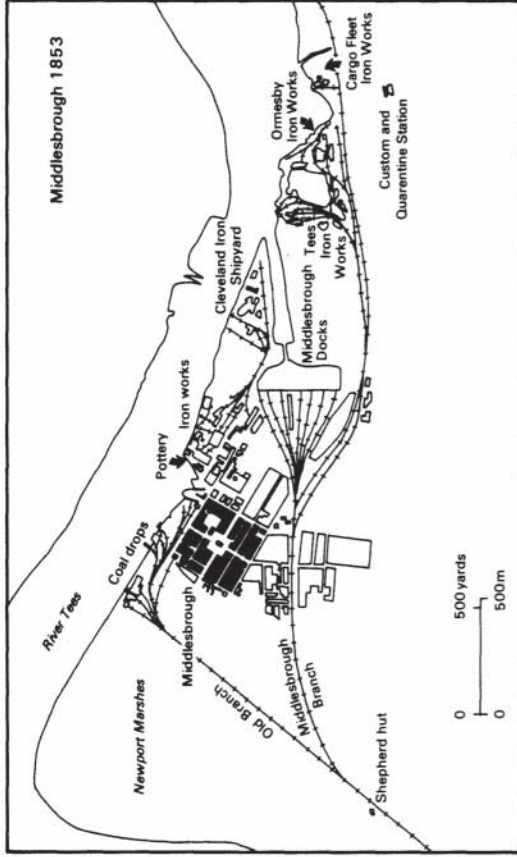 Middlesbrough 1853
River Tees
Newport Marshes
Coal drops
Pottery
Iron works
Cleveland Iron
Shipyard
Middlesbrough
Old Branch
Middlesbrough
Branch
Shepherd hut
Middlesbrough
Docks
Tees
Iron
Works
Ormesby
Iron Works
Cargo Fleet
Iron Works
Custom and
Quarentine Station
0 500 yards
0 500m